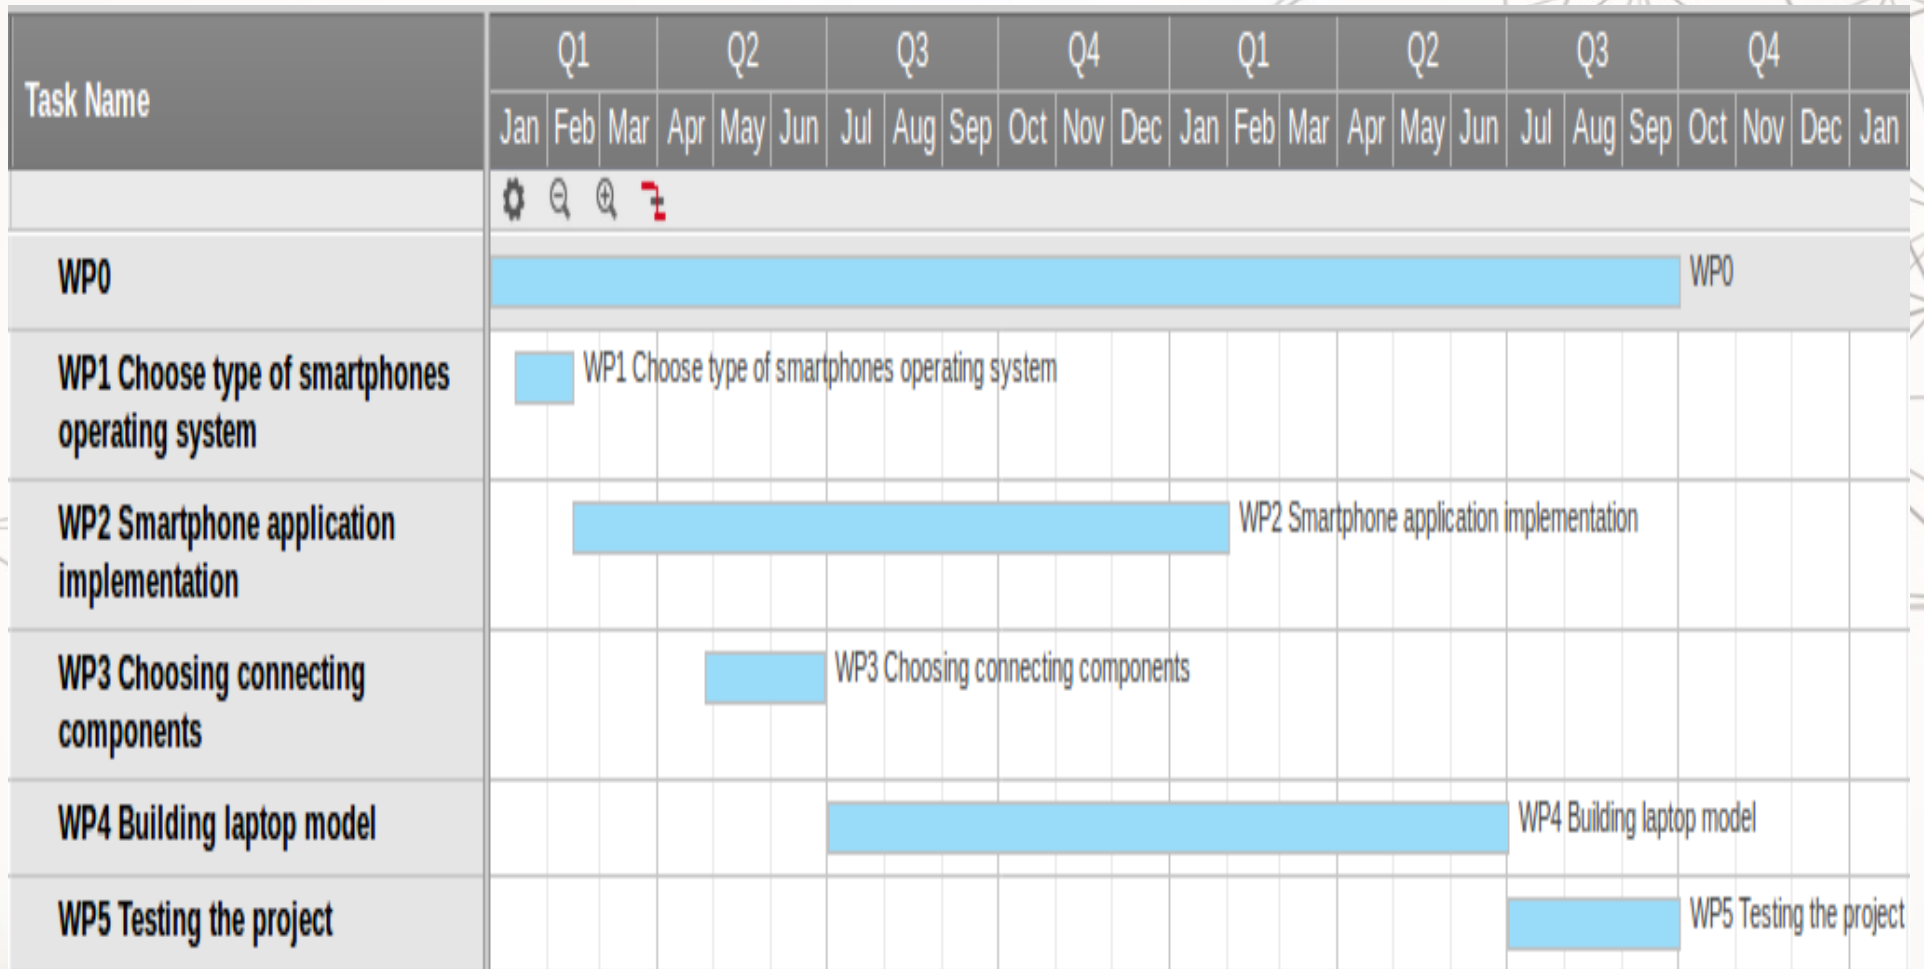 Task Name
Q1 Q2 Q3 Q4 Q1 Q2 Q3 Q4
Jan Feb Mar Apr May Jun Jul Aug Sep Oct Nov Dec Jan Feb Mar Apr May Jun Jul Aug Sep Oct Nov Dec Jan
WP0
WP0
WP1 Choose type of smartphones
operating system
WP1 Choose type of smartphones operating system
WP2 Smartphone application
implementation
WP2 Smartphone application implementation
WP3 Choosing connecting
components
WP3 Choosing connecting components
WP4 Building laptop model
WP4 Building laptop model
WP5 Testing the project
WP5 Testing the project